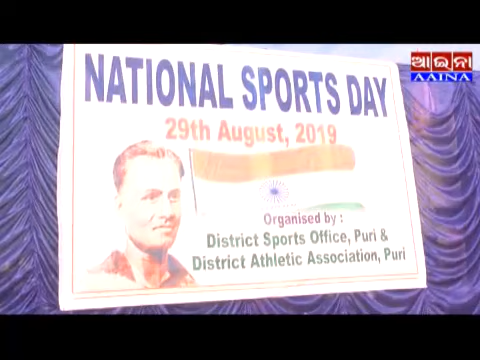 ଆଇନା
AAINA
NATIONAL SPORTS DAY
29th August, 2019
Organised by :
District Sports Office, Puri &
District Athletic Association, Puri